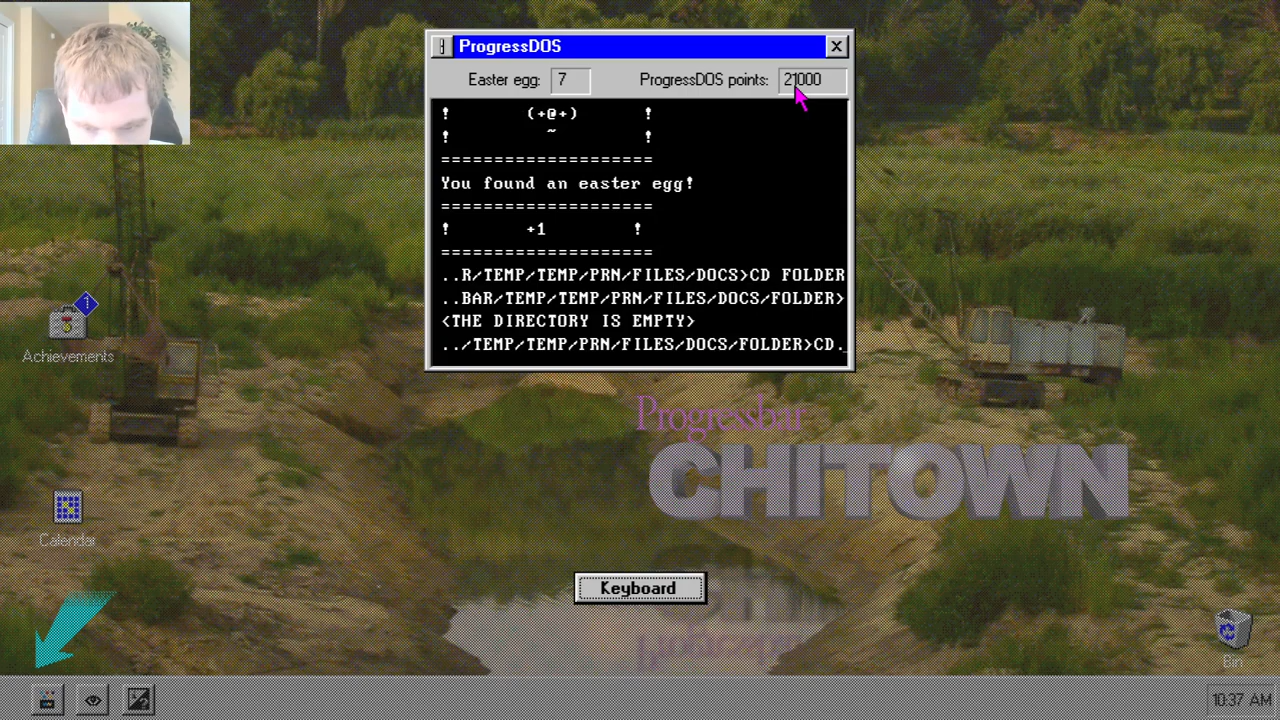 ProgressDOS
Easter egg: 7 ProgressDOS points: 21000
! (+@+) !
! ~ !
====================
You found an easter egg!
====================
! +1 !
====================
..R/TEMP/TEMP/PRN/FILES/DOCS>CD FOLDER
..BAR/TEMP/TEMP/PRN/FILES/DOCS/FOLDER>
<THE DIRECTORY IS EMPTY>
../TEMP/TEMP/PRN/FILES/DOCS/FOLDER>CD._
1
Achievements
Progressbar
CHITOWN
Calendar
Keyboard
Bin
10:37 AM